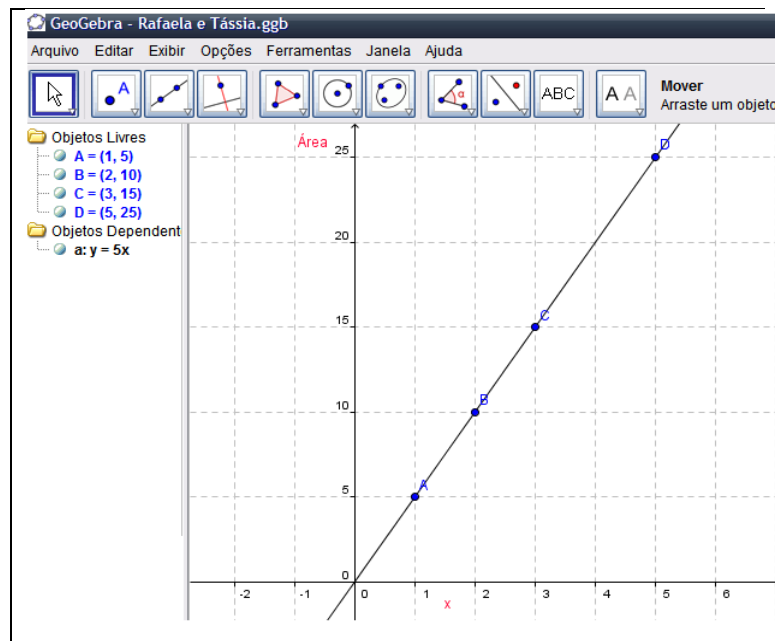 GeoGebra - Rafaela e Tássia.ggb
Arquivo Editar Exibir Opções Ferramentas Janela Ajuda
A
α
ABC
A A
Mover
Arraste um objeto
Objetos Livres
A = (1, 5)
B = (2, 10)
C = (3, 15)
D = (5, 25)
Objetos Dependent
a: y = 5x
Área
25
D
20
15
C
10
B
5
A
0
-2 -1 0 1 2 3 4 5 6
x